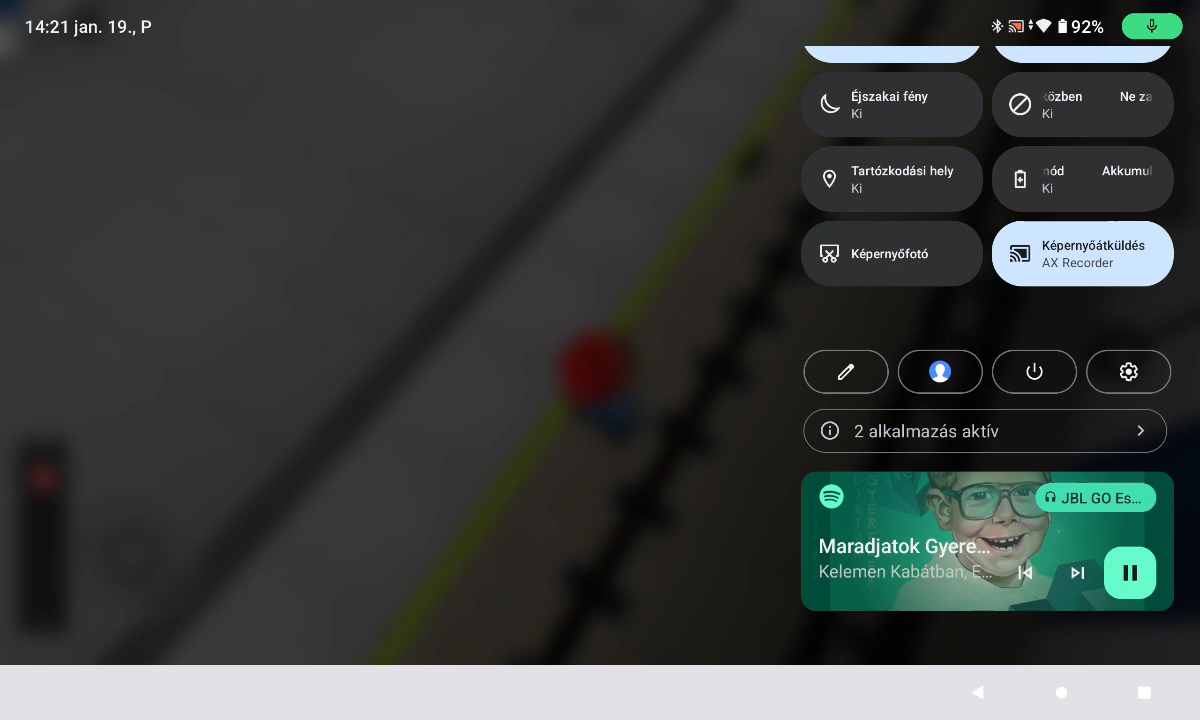 14:21 jan. 19., P
92%
Éjszakai fény
Ki
közben Ne za
Ki
Tartózkodási hely
Ki
mód Akkumul
Ki
Képernyőfotó
Képernyőátküldés
AX Recorder
2 alkalmazás aktív
JBL GO Es...
Maradjatok Gyere...
Kelemen Kabátban, E...